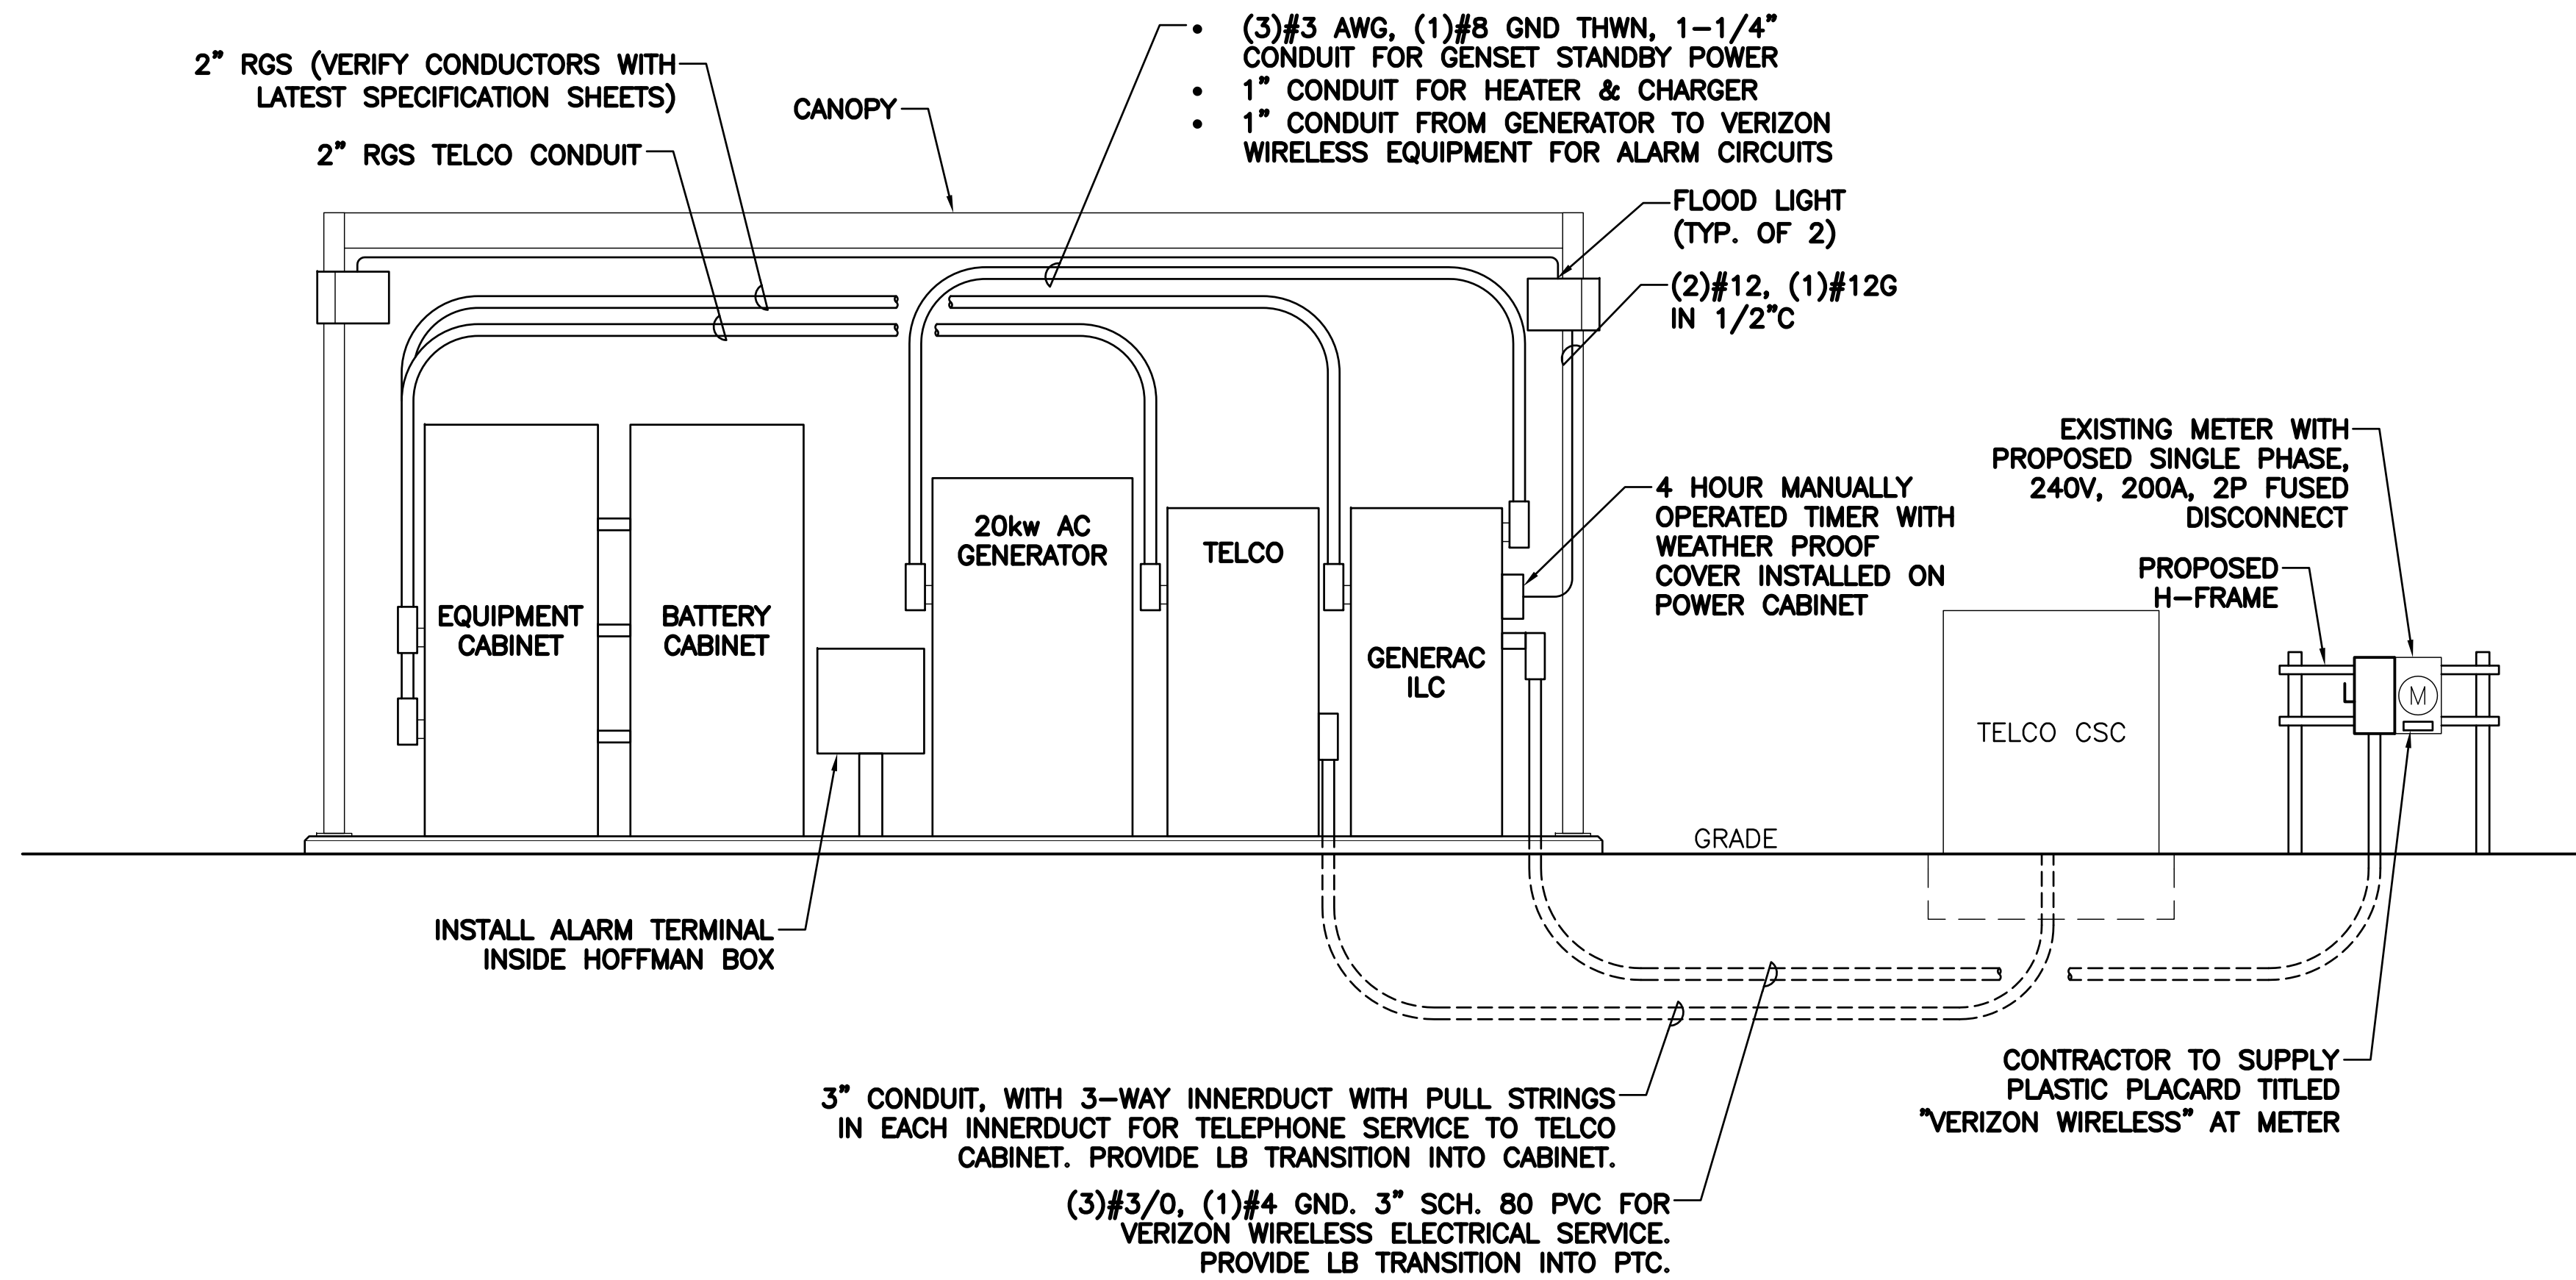 2" RGS (VERIFY CONDUCTORS WITH
LATEST SPECIFICATION SHEETS)
2" RGS TELCO CONDUIT
CANOPY
• (3)#3 AWG, (1)#8 GND THWN, 1-1/4"
CONDUIT FOR GENSET STANDBY POWER
• 1" CONDUIT FOR HEATER & CHARGER
• 1" CONDUIT FROM GENERATOR TO VERIZON
WIRELESS EQUIPMENT FOR ALARM CIRCUITS
FLOOD LIGHT
(TYP. OF 2)
(2)#12, (1)#12G
IN 1/2"C
EXISTING METER WITH
PROPOSED SINGLE PHASE,
240V, 200A, 2P FUSED
DISCONNECT
PROPOSED
H-FRAME
4 HOUR MANUALLY
OPERATED TIMER WITH
WEATHER PROOF
COVER INSTALLED ON
POWER CABINET
EQUIPMENT
CABINET
BATTERY
CABINET
20kw AC
GENERATOR
TELCO
GENERAC
ILC
TELCO CSC
M
GRADE
INSTALL ALARM TERMINAL
INSIDE HOFFMAN BOX
3" CONDUIT, WITH 3-WAY INNERDUCT WITH PULL STRINGS
IN EACH INNERDUCT FOR TELEPHONE SERVICE TO TELCO
CABINET. PROVIDE LB TRANSITION INTO CABINET.
(3)#3/0, (1)#4 GND. 3" SCH. 80 PVC FOR
VERIZON WIRELESS ELECTRICAL SERVICE.
PROVIDE LB TRANSITION INTO PTC.
CONTRACTOR TO SUPPLY
PLASTIC PLACARD TITLED
"VERIZON WIRELESS" AT METER